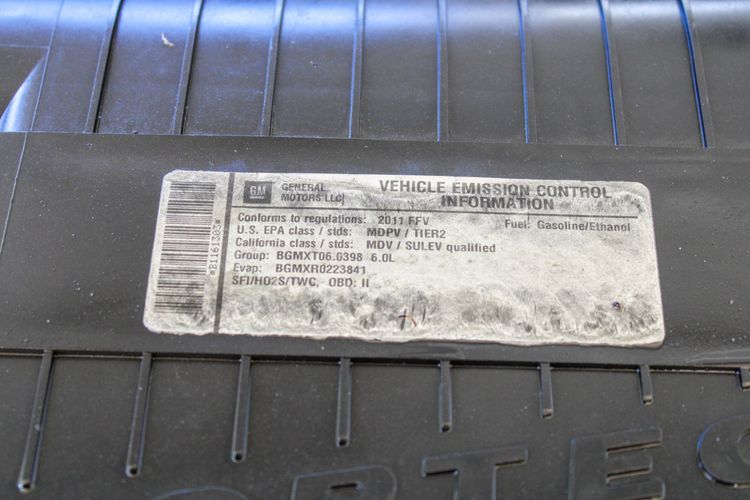 GM
GENERAL
MOTORS LLC
VEHICLE EMISSION CONTROL
INFORMATION
Conforms to regulations: 2011 FFV
Fuel: Gasoline/Ethanol
U.S. EPA class / stds: MDPV / TIER2
California class / stds: MDV / SULEV qualified
Group: BGMXT06.0398 6.0L
Evap: BGMXR0223841
SFI/HO2S/TWC, OBD: II
*B1161303*
ORTEC